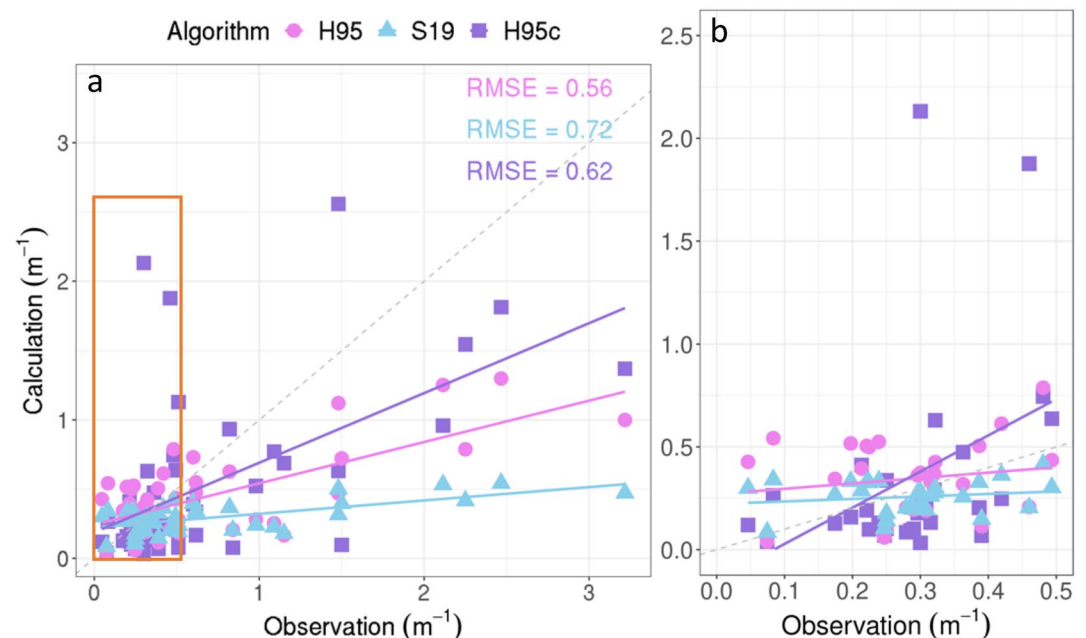 Algorithm H95 S19 H95c
a
RMSE = 0.56
RMSE = 0.72
RMSE = 0.62
Calculation (m⁻¹)
3
2
1
0
0 1 2 3
Observation (m⁻¹)
b
2.5
2.0
1.5
1.0
0.5
0.0
0.0 0.1 0.2 0.3 0.4 0.5
Observation (m⁻¹)